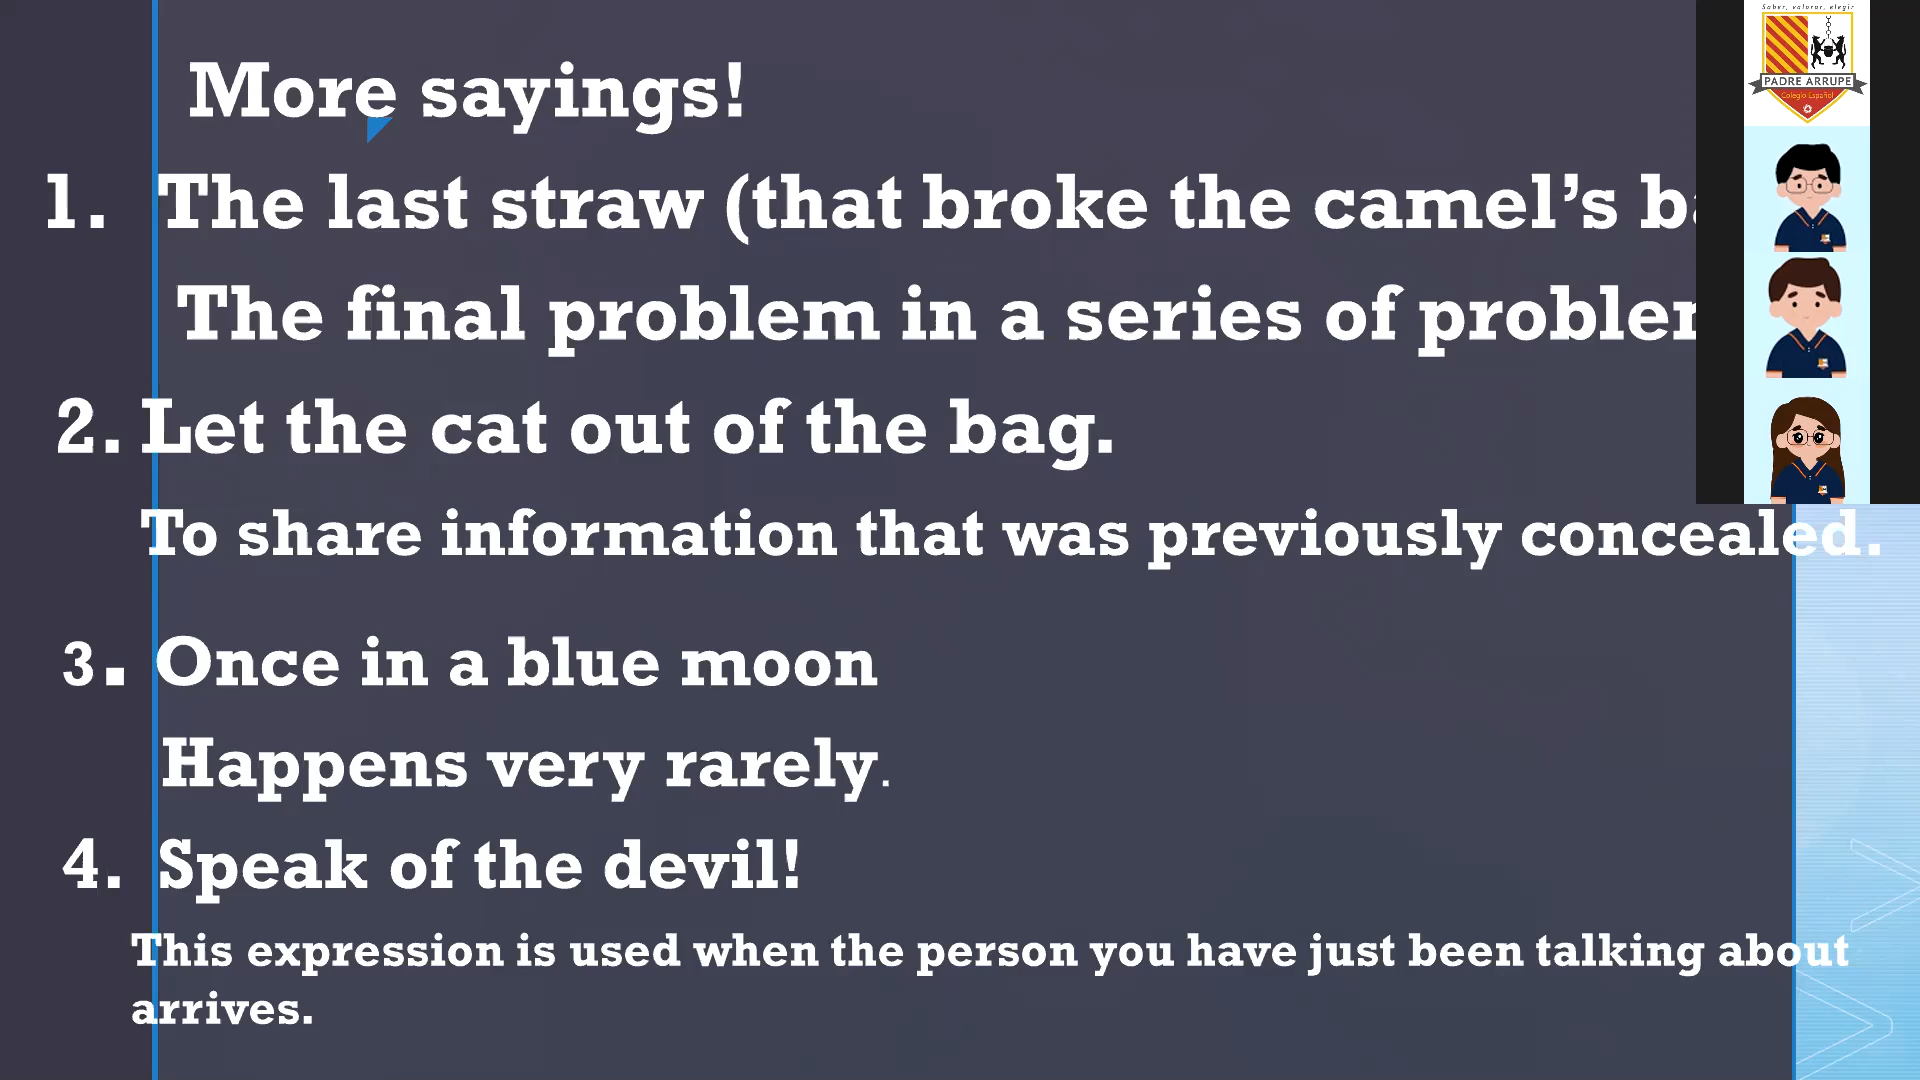 Saber, valorar, elegir
More sayings!
PADRE ARRUPE
Colegio Español
1. The last straw (that broke the camel’s
The final problem in a series of
2. Let the cat out of the bag.
To share information that was previously concealed.
3. Once in a blue moon
Happens very rarely.
4. Speak of the devil!
This expression is used when the person you have just been talking about
arrives.